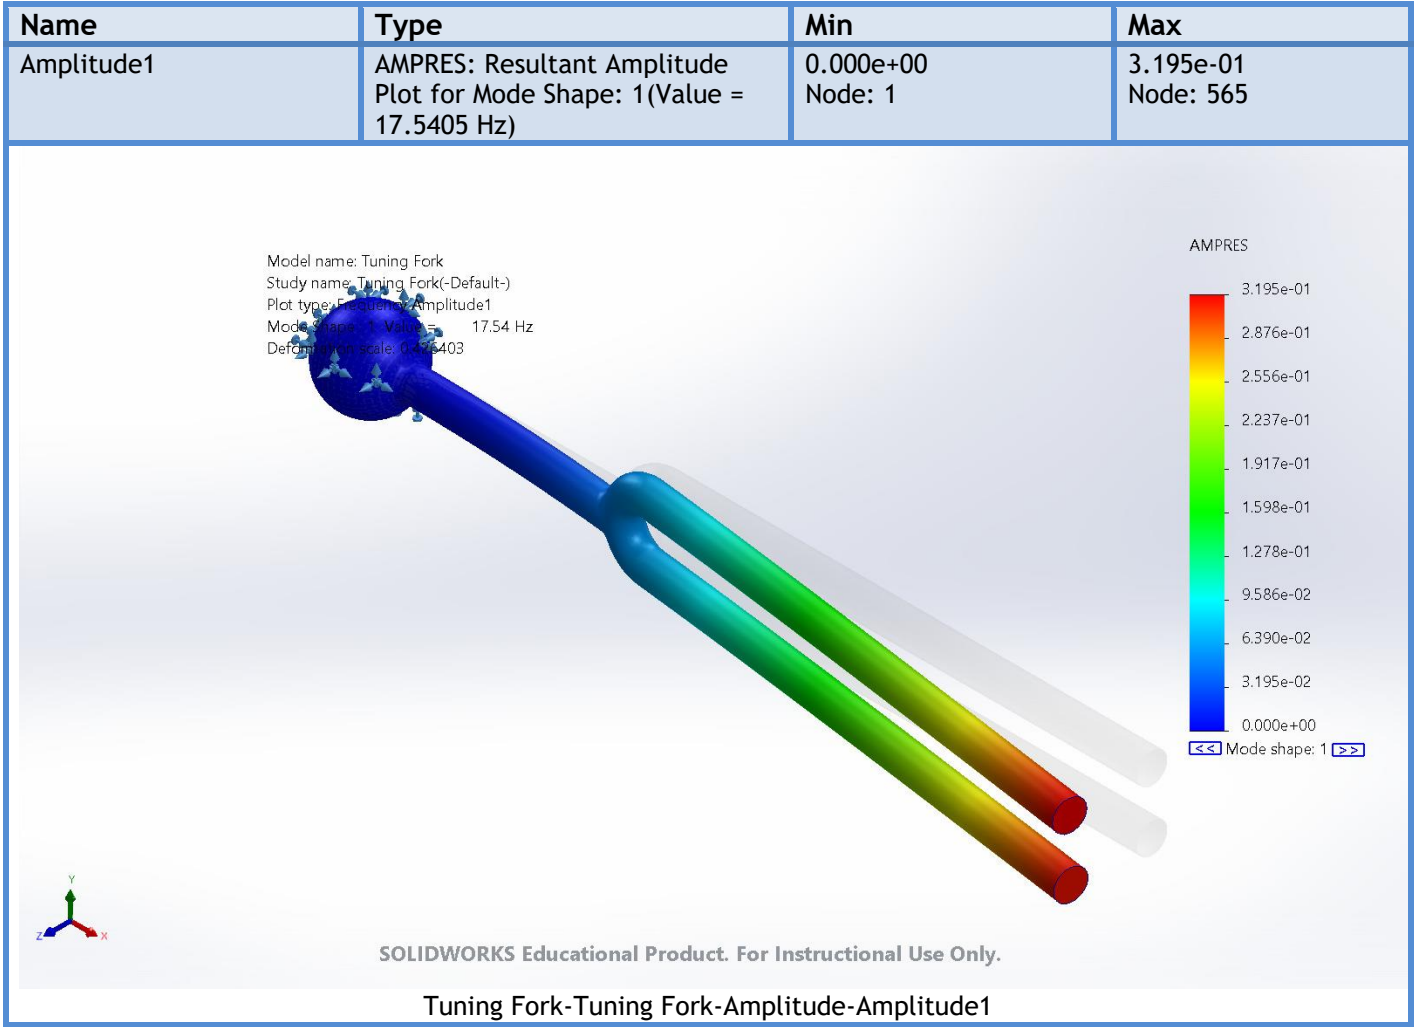 Name Type Min Max
Amplitude1 AMPRES: Resultant Amplitude 0.000e+00 3.195e-01
Plot for Mode Shape: 1(Value = Node: 1 Node: 565
17.5405 Hz)
Model name: Tuning Fork
Study name: Tuning Fork(-Default-)
Plot type: Frequency Amplitude1
Mode Shape: 1 Value = 17.54 Hz
Deformation scale: 0.426403
AMPRES
3.195e-01
2.876e-01
2.556e-01
2.237e-01
1.917e-01
1.598e-01
1.278e-01
9.586e-02
6.390e-02
3.195e-02
0.000e+00
<< Mode shape: 1 >>
Y
Z X
SOLIDWORKS Educational Product. For Instructional Use Only.
Tuning Fork-Tuning Fork-Amplitude-Amplitude1